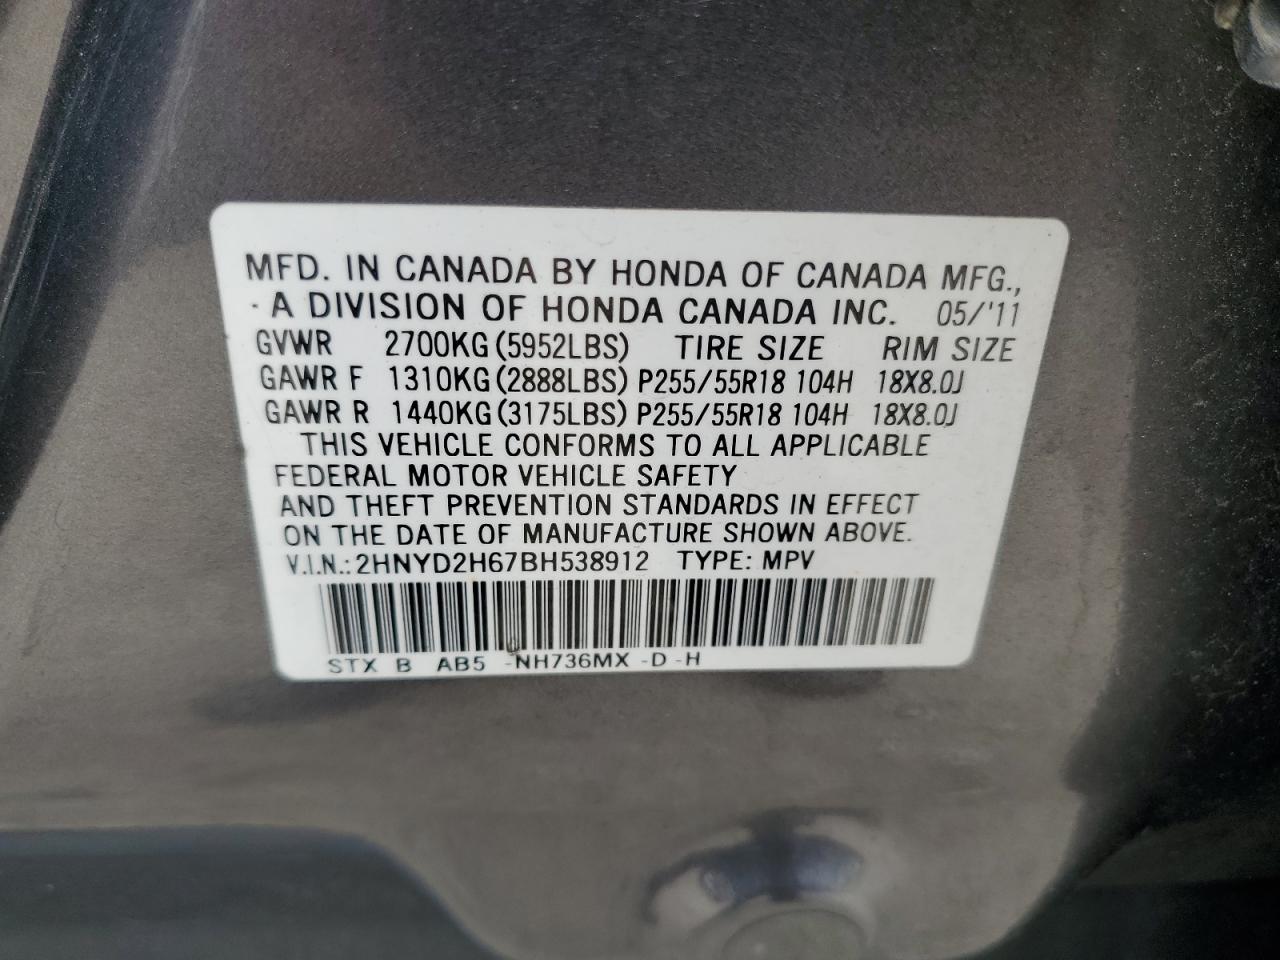 MFD. IN CANADA BY HONDA OF CANADA MFG.,
A DIVISION OF HONDA CANADA INC. 05/'11
GVWR 2700KG (5952LBS) TIRE SIZE RIM SIZE
GAWR F 1310KG (2888LBS) P255/55R18 104H 18X8.0J
GAWR R 1440KG (3175LBS) P255/55R18 104H 18X8.0J
THIS VEHICLE CONFORMS TO ALL APPLICABLE
FEDERAL MOTOR VEHICLE SAFETY
AND THEFT PREVENTION STANDARDS IN EFFECT
ON THE DATE OF MANUFACTURE SHOWN ABOVE.
V.I.N.: 2HNYD2H67BH538912 TYPE: MPV
STX B AB5 -NH736MX -D -H